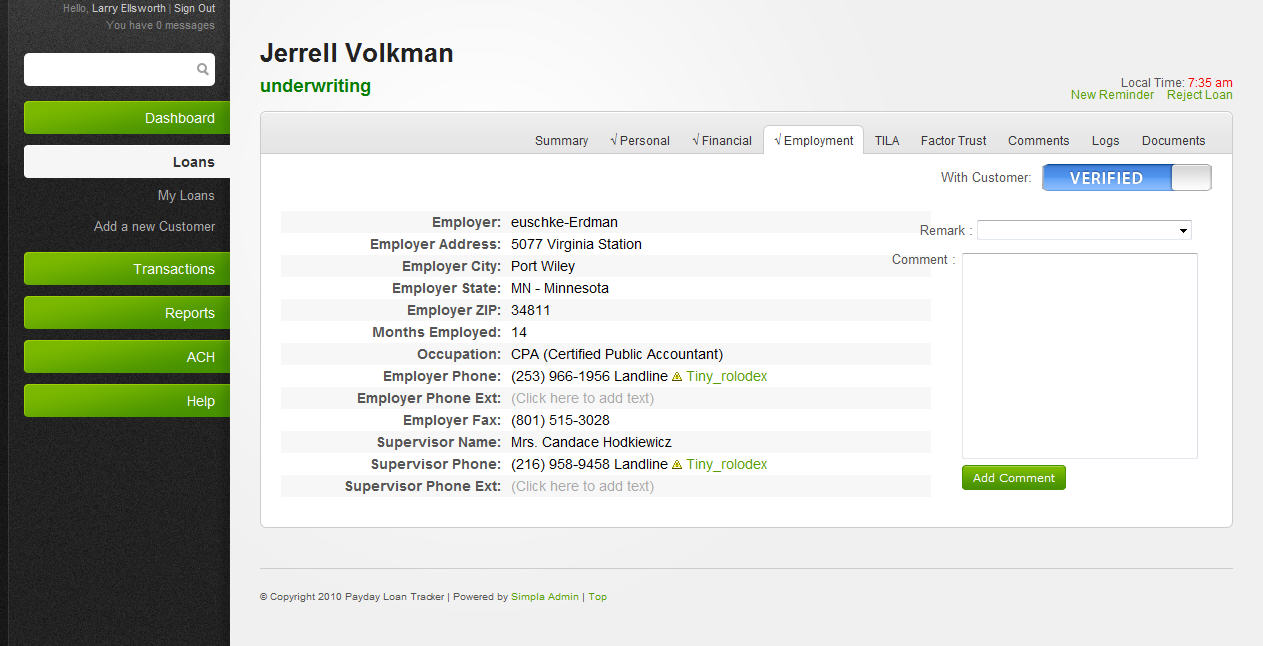 Hello, Larry Ellsworth | Sign Out
You have 0 messages
Dashboard
Loans
My Loans
Add a new Customer
Transactions
Reports
ACH
Help
Jerrell Volkman
underwriting
Local Time: 7:35 am
New Reminder Reject Loan
Summary √ Personal √ Financial √ Employment TILA Factor Trust Comments Logs Documents
With Customer: VERIFIED
Employer: euschke-Erdman
Employer Address: 5077 Virginia Station
Employer City: Port Wiley
Employer State: MN - Minnesota
Employer ZIP: 34811
Months Employed: 14
Occupation: CPA (Certified Public Accountant)
Employer Phone: (253) 966-1956 Landline Tiny_rolodex
Employer Phone Ext: (Click here to add text)
Employer Fax: (801) 515-3028
Supervisor Name: Mrs. Candace Hodkiewicz
Supervisor Phone: (216) 958-9458 Landline Tiny_rolodex
Supervisor Phone Ext: (Click here to add text)
Remark :
Comment :
Add Comment
© Copyright 2010 Payday Loan Tracker | Powered by Simpla Admin | Top